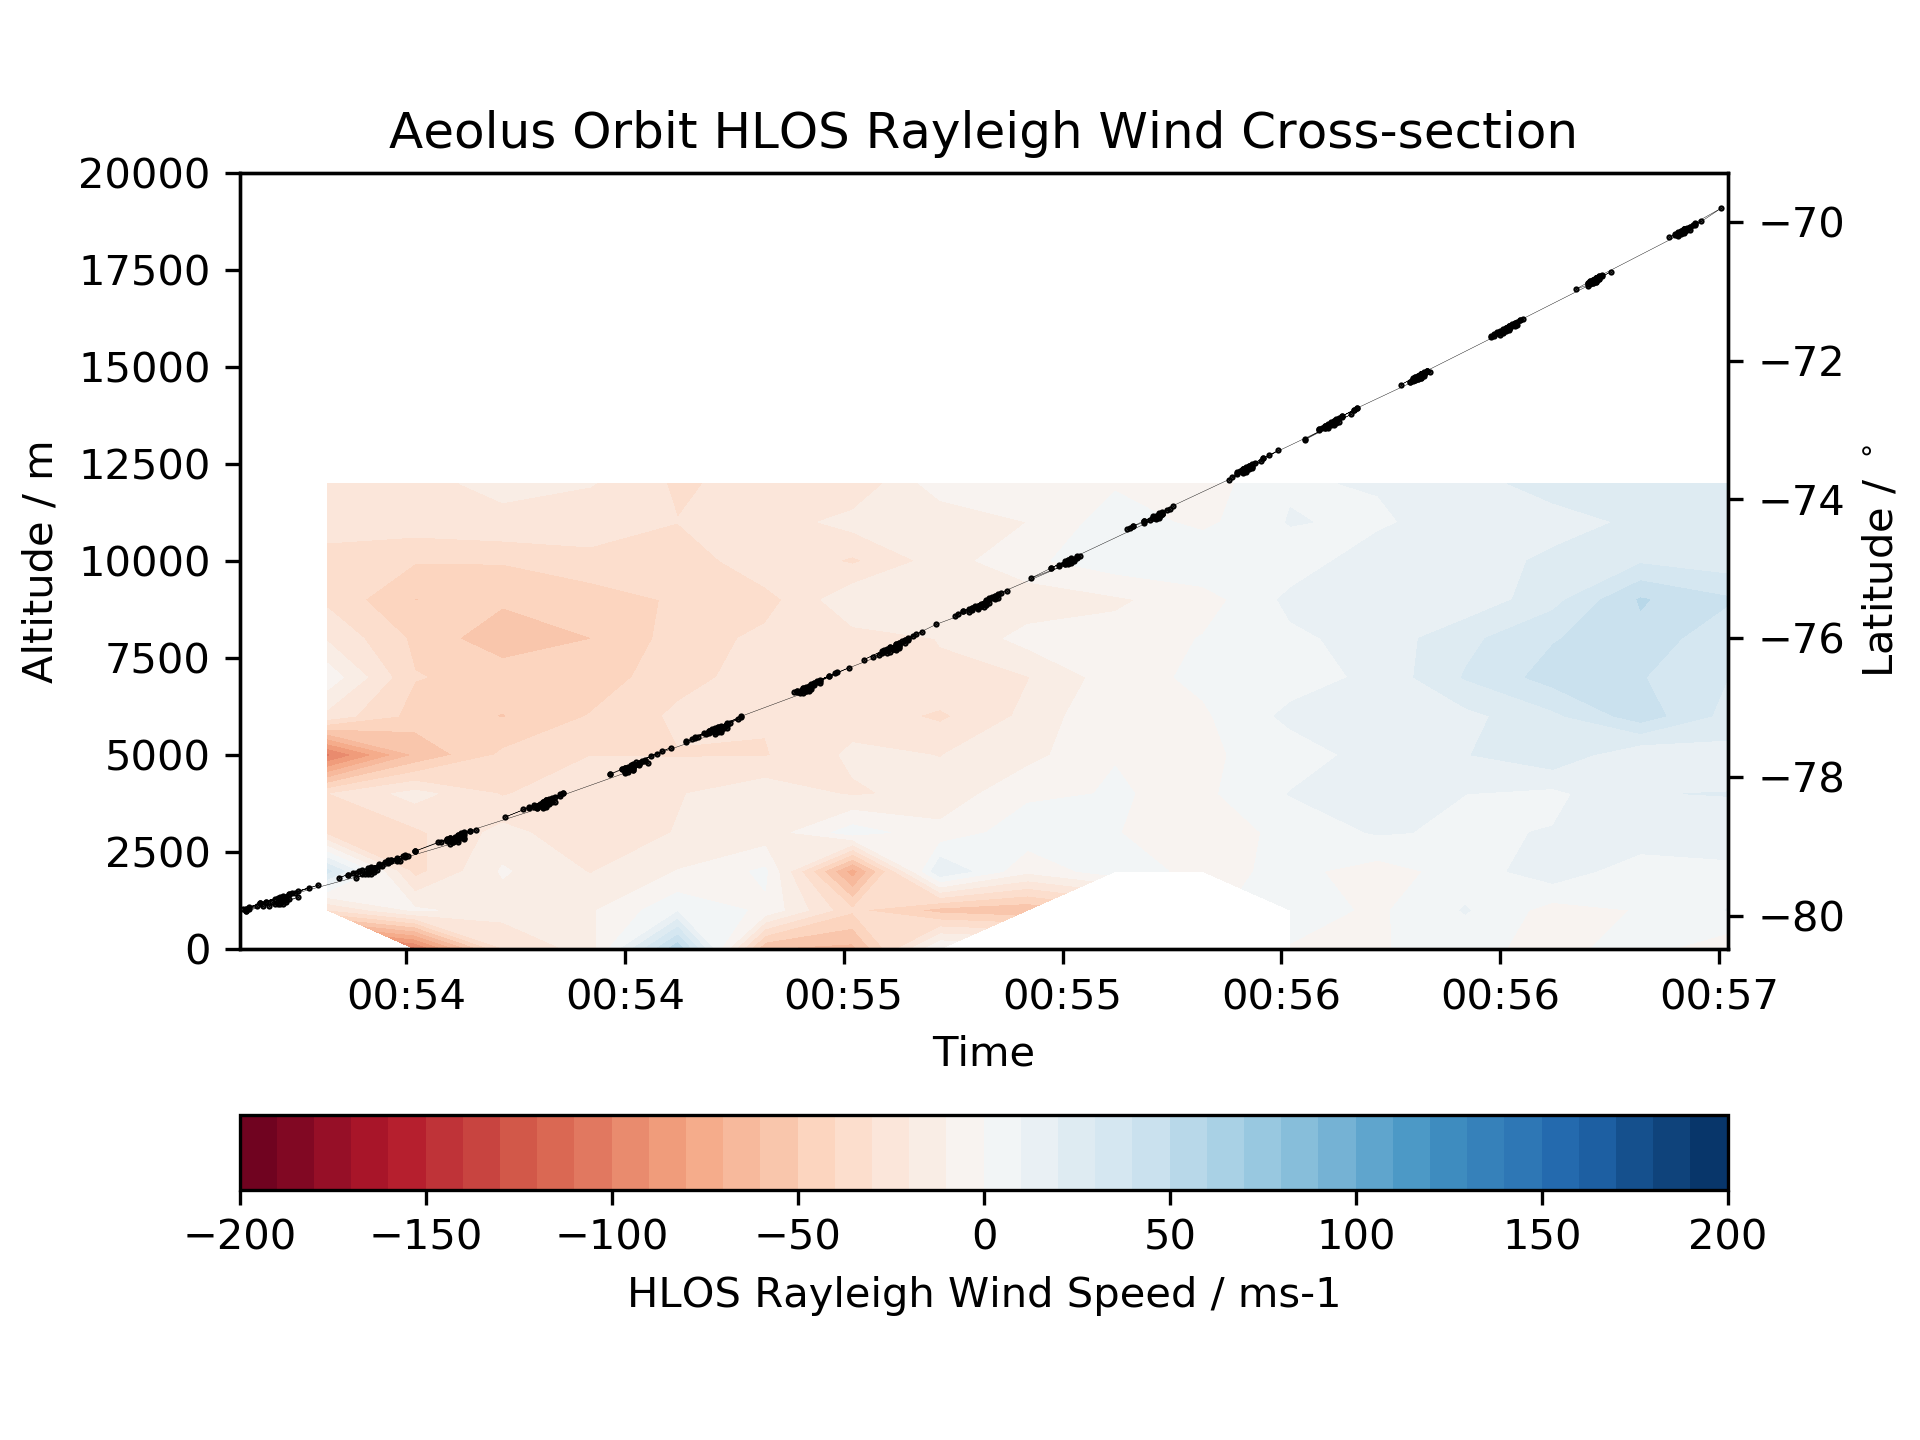 Aeolus Orbit HLOS Rayleigh Wind Cross-section
20000
17500
15000
12500
10000
7500
5000
2500
0
Altitude / m
−70
−72
−74
−76
−78
−80
Latitude / °
00:54 00:54 00:55 00:55 00:56 00:56 00:57
Time
−200 −150 −100 −50 0 50 100 150 200
HLOS Rayleigh Wind Speed / ms-1